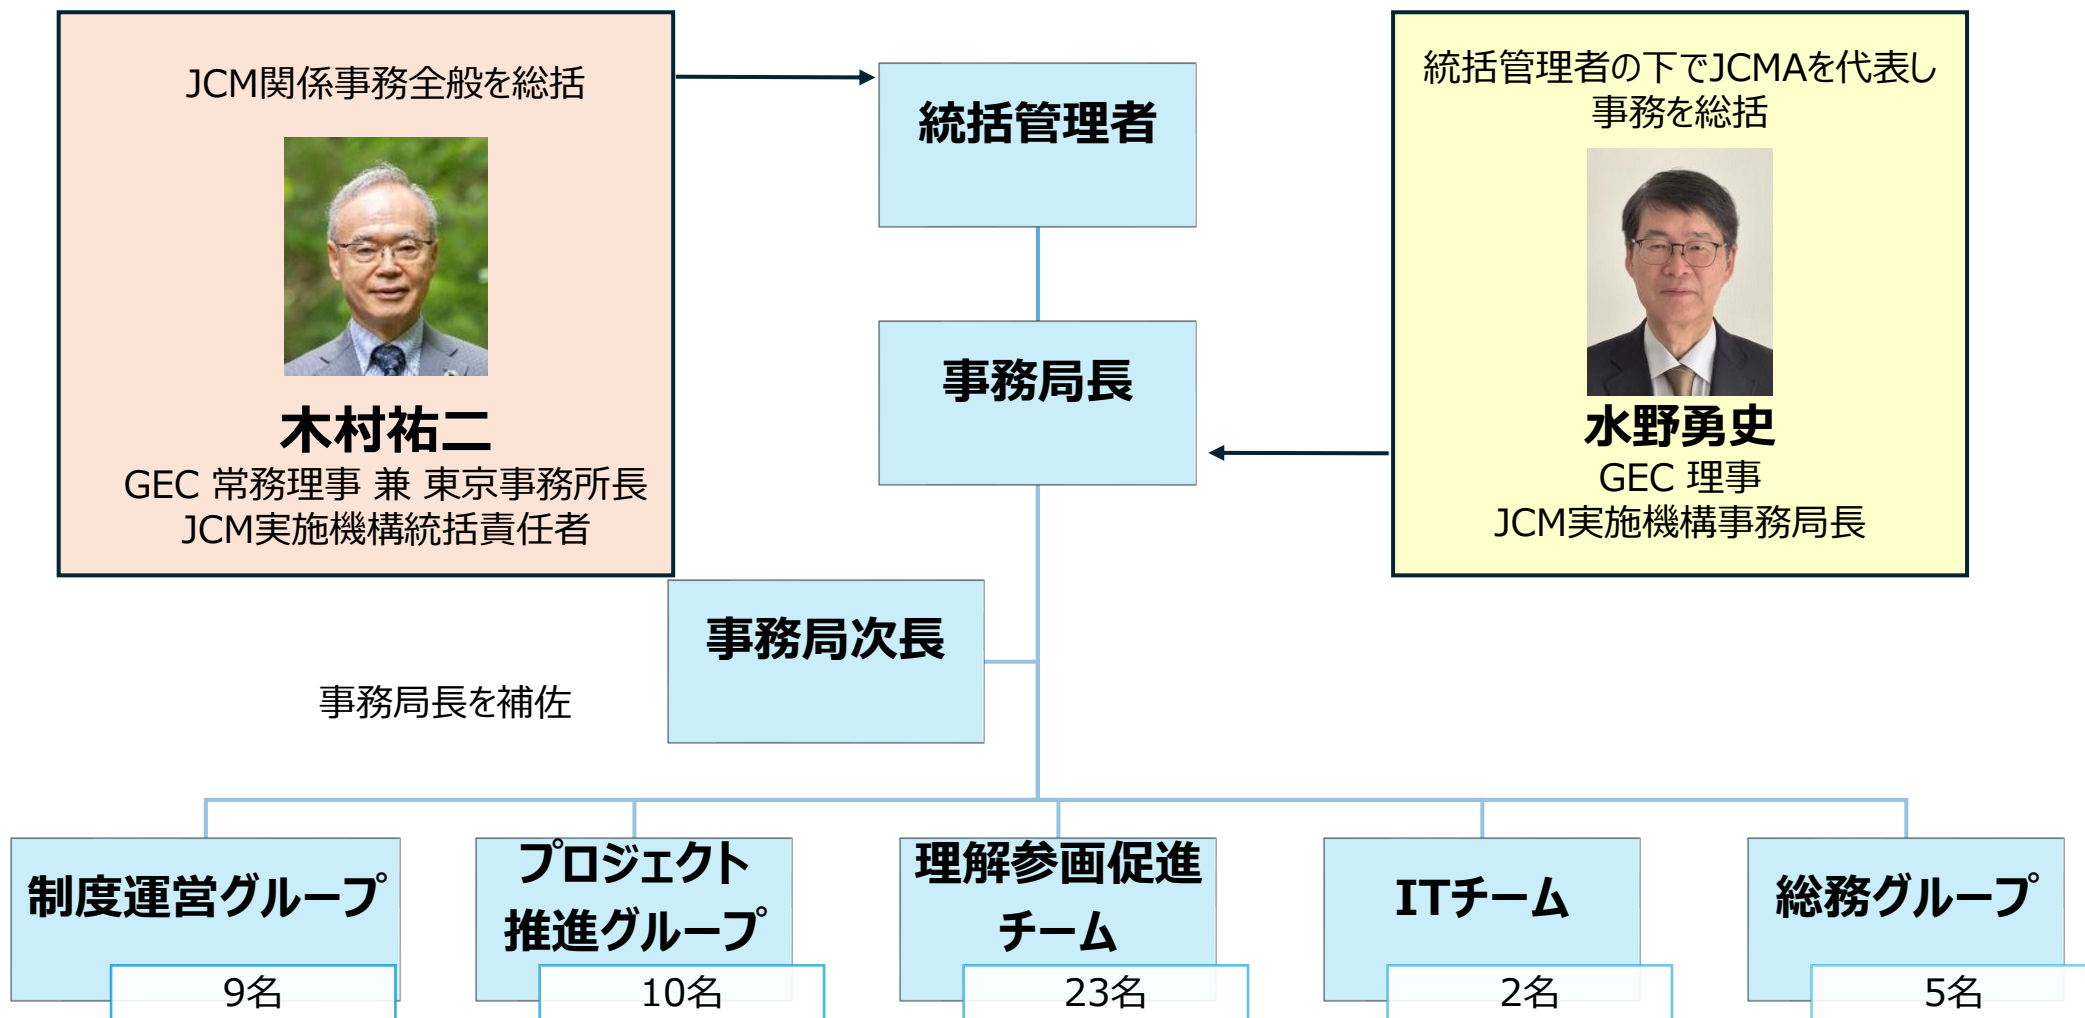 JCM関係事務全般を総括
木村祐二
GEC 常務理事 兼 東京事務所長
JCM実施機構統括責任者
統括管理者
統括管理者の下でJCMAを代表し
事務を総括
水野勇史
GEC 理事
JCM実施機構事務局長
事務局長
事務局次長
事務局長を補佐
制度運営グループ
9名
プロジェクト
推進グループ
10名
理解参画促進
チーム
23名
ITチーム
2名
総務グループ
5名